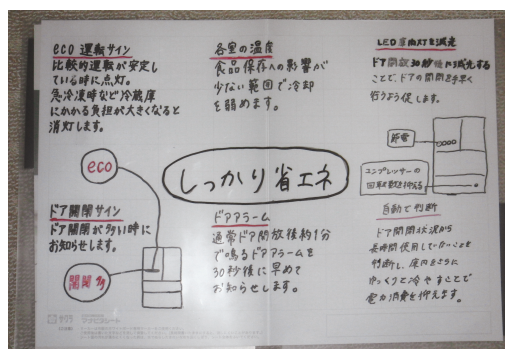 eco 運転サイン
比較的運転が安定し
ている時に点灯。
急冷凍時など冷蔵庫
にかかる負担が大きくなると
消灯します。
eco
ドア開閉サイン
ドア開閉が多い時に
お知らせします。
開閉
各室の温度
食品保存への影響が
少ない範囲で冷却
を弱めます。
しっかり省エネ
ドアアラーム
通常ドア開放後約1分
で鳴るドアアラームを
30秒後に早めて
お知らせします。
LED庫内灯を減光
ドア開放30秒後に減光する
ことで、ドアの開閉を手早く
行うよう促します。
節電
コンプレッサーの
回転数を抑える
自動で判断
ドア開閉状況から
長時間使用していないことを
判断し、庫内をさらに
ゆっくりと冷やすことで
電力消費を抑えます。